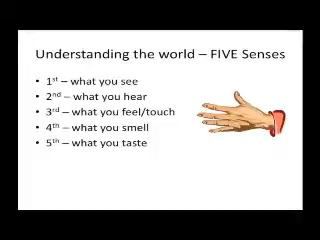 Understanding the world – FIVE Senses
• 1st – what you see
• 2nd – what you hear
• 3rd – what you feel/touch
• 4th – what you smell
• 5th – what you taste